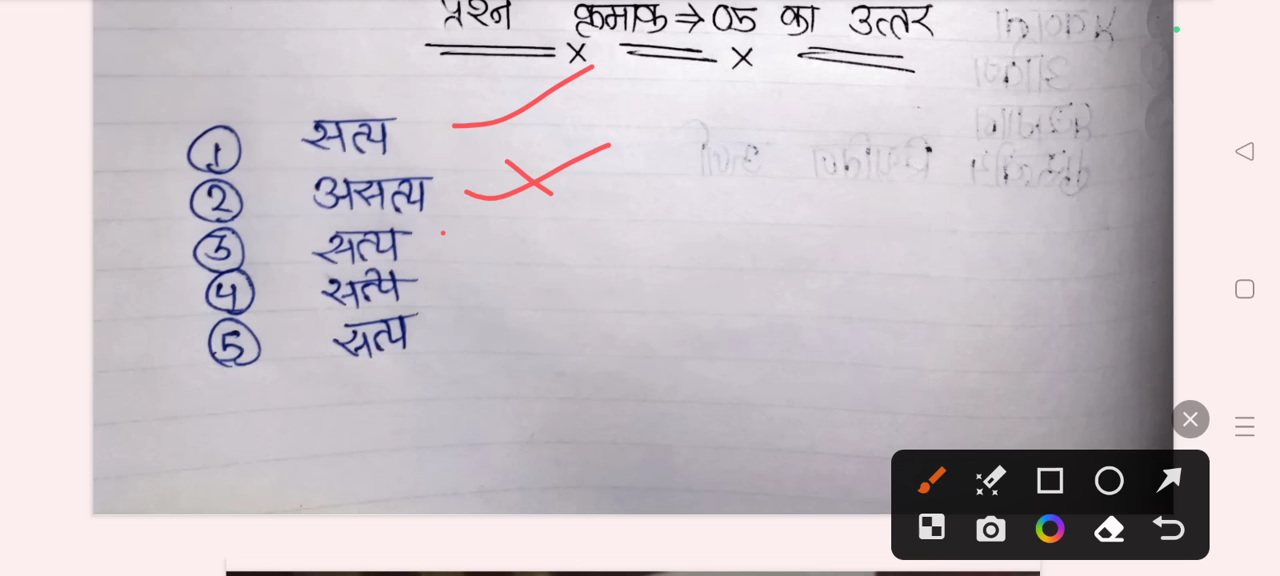 प्रश्न क्रमांक ⇒ 05 का उत्तर
① सत्य
② असत्य
③ सत्य
④ सत्य
⑤ सत्य